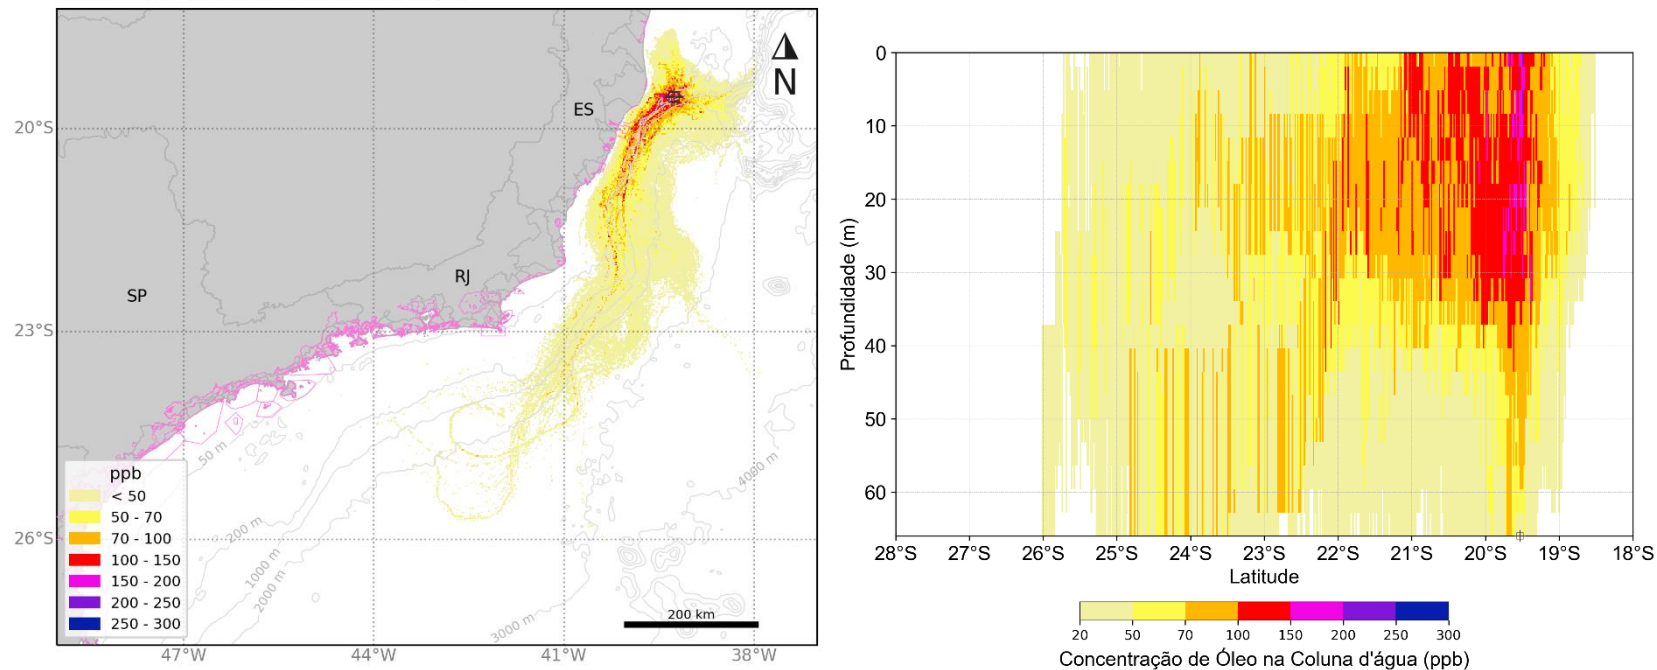 N
ES
RJ
SP
20°S
23°S
26°S
47°W
44°W
41°W
38°W
50 m
200 m
1000 m
2000 m
3000 m
4000 m
200 km
ppb
< 50
50 - 70
70 - 100
100 - 150
150 - 200
200 - 250
250 - 300
Profundidade (m)
0
10
20
30
40
50
60
28°S 27°S 26°S 25°S 24°S 23°S 22°S 21°S 20°S 19°S 18°S
Latitude
20 50 70 100 150 200 250 300
Concentração de Óleo na Coluna d'água (ppb)